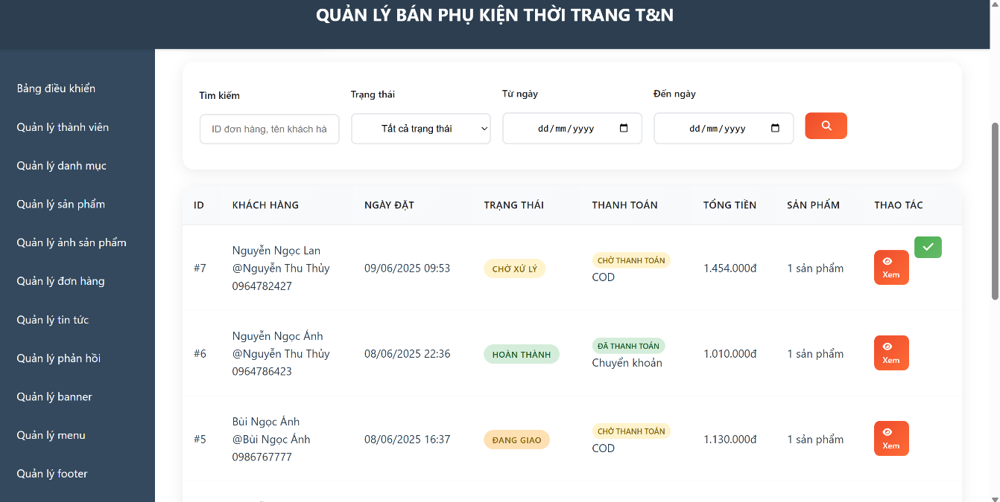 QUẢN LÝ BÁN PHỤ KIỆN THỜI TRANG T&N
Bảng điều khiển
Quản lý thành viên
Quản lý danh mục
Quản lý sản phẩm
Quản lý ảnh sản phẩm
Quản lý đơn hàng
Quản lý tin tức
Quản lý phản hồi
Quản lý banner
Quản lý menu
Quản lý footer
Tìm kiếm
Trạng thái
Từ ngày
Đến ngày
ID đơn hàng, tên khách hà
Tất cả trạng thái
dd/mm/yyyy
dd/mm/yyyy
ID KHÁCH HÀNG NGÀY ĐẶT TRẠNG THÁI THANH TOÁN TỔNG TIỀN SẢN PHẨM THAO TÁC
#7
Nguyễn Ngọc Lan
@Nguyễn Thu Thủy
0964782427
09/06/2025 09:53
CHỜ XỬ LÝ
CHỜ THANH TOÁN
COD
1.454.000đ
1 sản phẩm
Xem
#6
Nguyễn Ngọc Ánh
@Nguyễn Thu Thủy
0964786423
08/06/2025 22:36
HOÀN THÀNH
ĐÃ THANH TOÁN
Chuyển khoản
1.010.000đ
1 sản phẩm
Xem
#5
Bùi Ngọc Ánh
@Bùi Ngọc Ánh
0986767777
08/06/2025 16:37
ĐANG GIAO
CHỜ THANH TOÁN
COD
1.130.000đ
1 sản phẩm
Xem